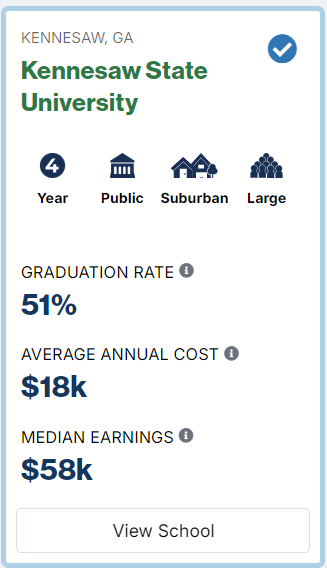 KENNESAW, GA
Kennesaw State
University
4
Year Public Suburban Large
GRADUATION RATE i
51%
AVERAGE ANNUAL COST i
$18k
MEDIAN EARNINGS i
$58k
View School